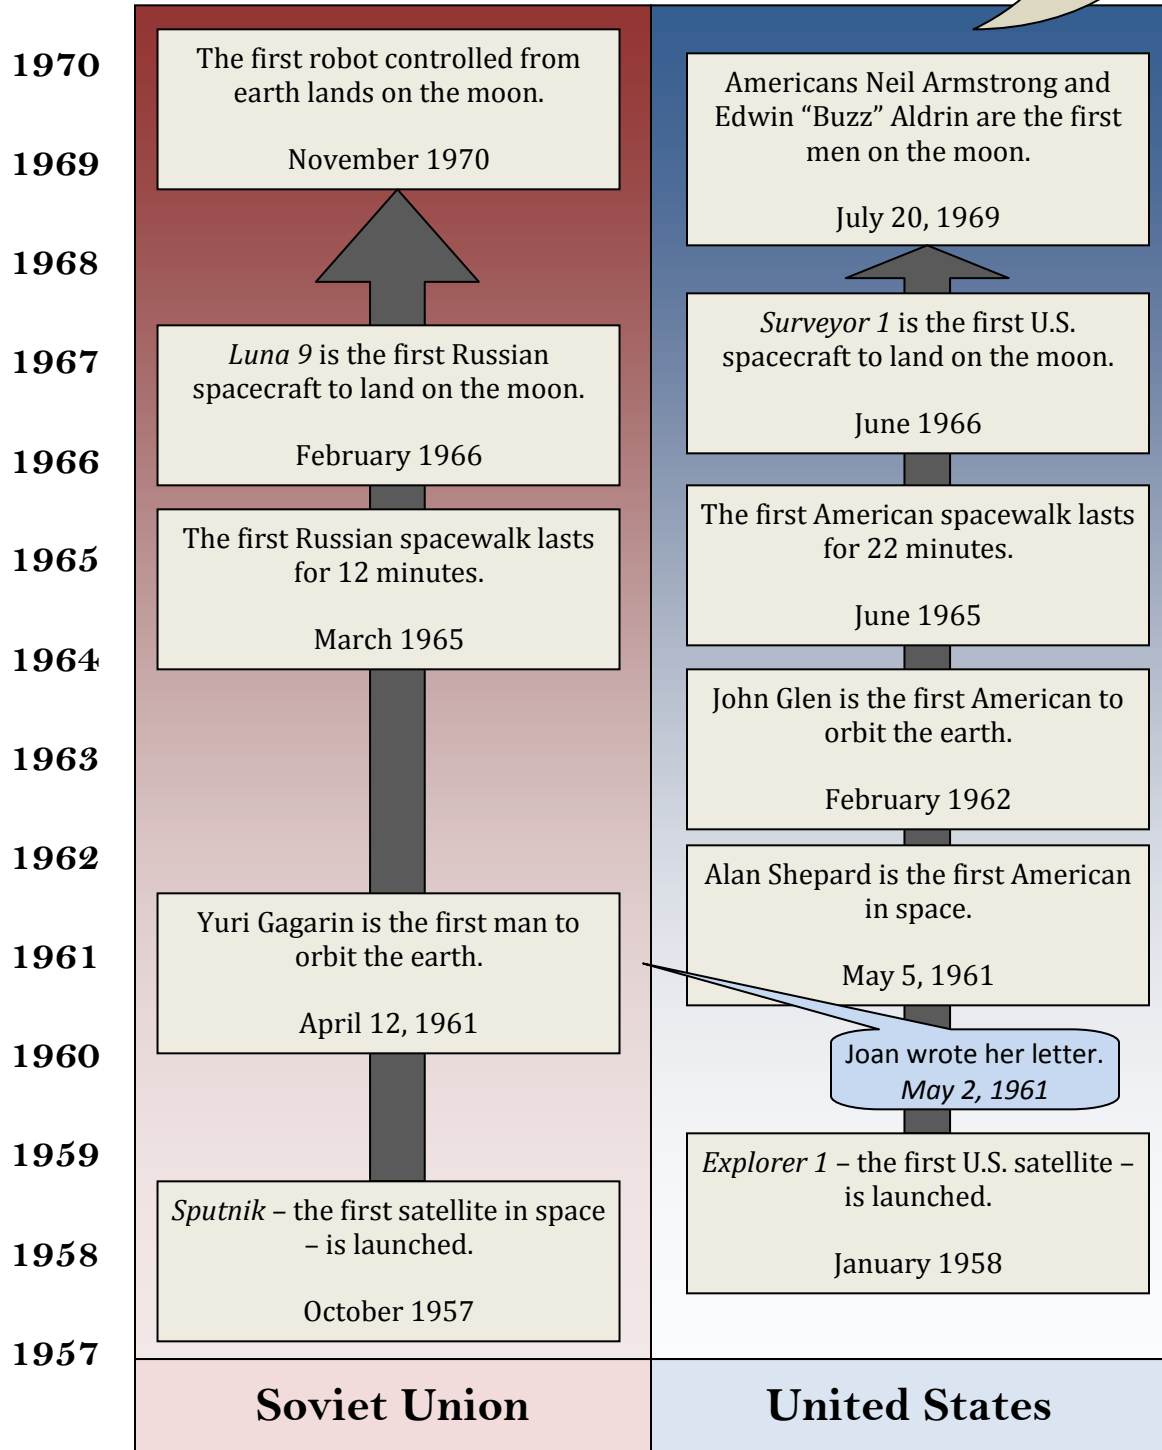 1970
1969
1968
1967
1966
1965
1964
1963
1962
1961
1960
1959
1958
1957
The first robot controlled from
earth lands on the moon.
November 1970
Luna 9 is the first Russian
spacecraft to land on the moon.
February 1966
The first Russian spacewalk lasts
for 12 minutes.
March 1965
Yuri Gagarin is the first man to
orbit the earth.
April 12, 1961
Sputnik – the first satellite in space
– is launched.
October 1957
Soviet Union
Americans Neil Armstrong and
Edwin “Buzz” Aldrin are the first
men on the moon.
July 20, 1969
Surveyor 1 is the first U.S.
spacecraft to land on the moon.
June 1966
The first American spacewalk lasts
for 22 minutes.
June 1965
John Glen is the first American to
orbit the earth.
February 1962
Alan Shepard is the first American
in space.
May 5, 1961
Joan wrote her letter.
May 2, 1961
Explorer 1 – the first U.S. satellite –
is launched.
January 1958
United States